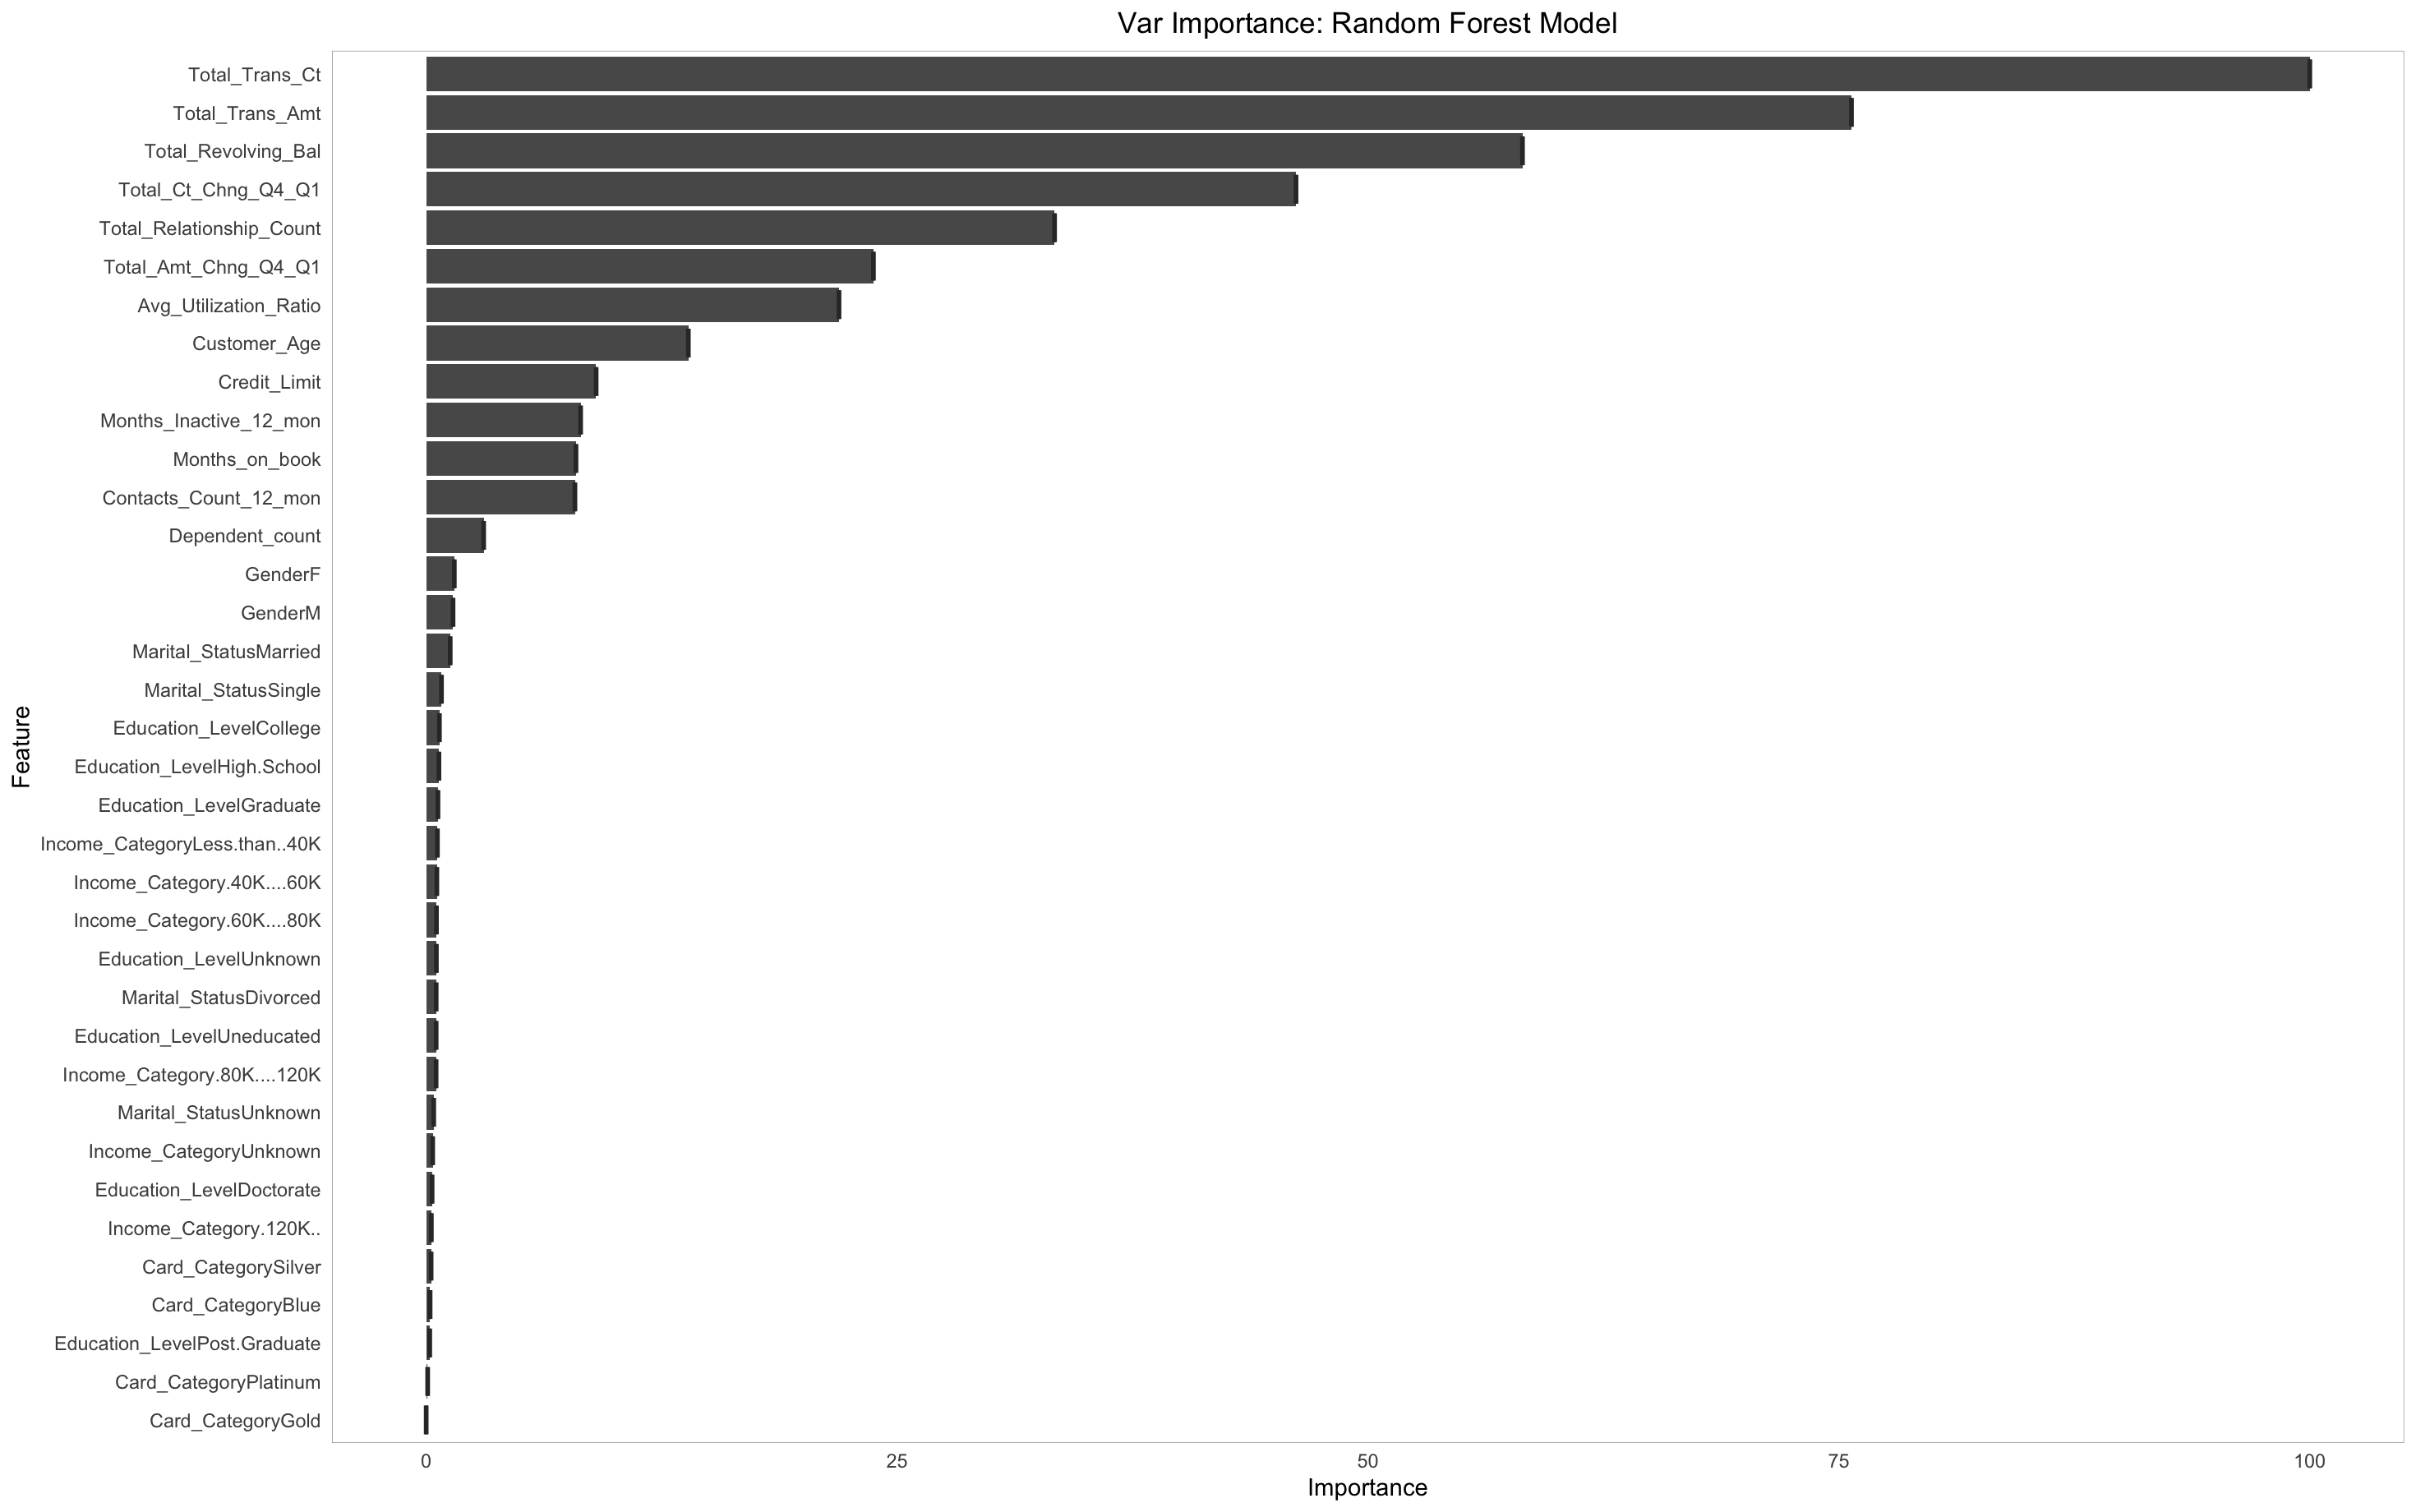 Var Importance: Random Forest Model
Total_Trans_Ct
Total_Trans_Amt
Total_Revolving_Bal
Total_Ct_Chng_Q4_Q1
Total_Relationship_Count
Total_Amt_Chng_Q4_Q1
Avg_Utilization_Ratio
Customer_Age
Credit_Limit
Months_Inactive_12_mon
Months_on_book
Contacts_Count_12_mon
Dependent_count
GenderF
GenderM
Marital_StatusMarried
Marital_StatusSingle
Education_LevelCollege
Education_LevelHigh.School
Education_LevelGraduate
Income_CategoryLess.than..40K
Income_Category.40K....60K
Income_Category.60K....80K
Education_LevelUnknown
Marital_StatusDivorced
Education_LevelUneducated
Income_Category.80K....120K
Marital_StatusUnknown
Income_CategoryUnknown
Education_LevelDoctorate
Income_Category.120K..
Card_CategorySilver
Card_CategoryBlue
Education_LevelPost.Graduate
Card_CategoryPlatinum
Card_CategoryGold
Feature
0 25 50 75 100
Importance